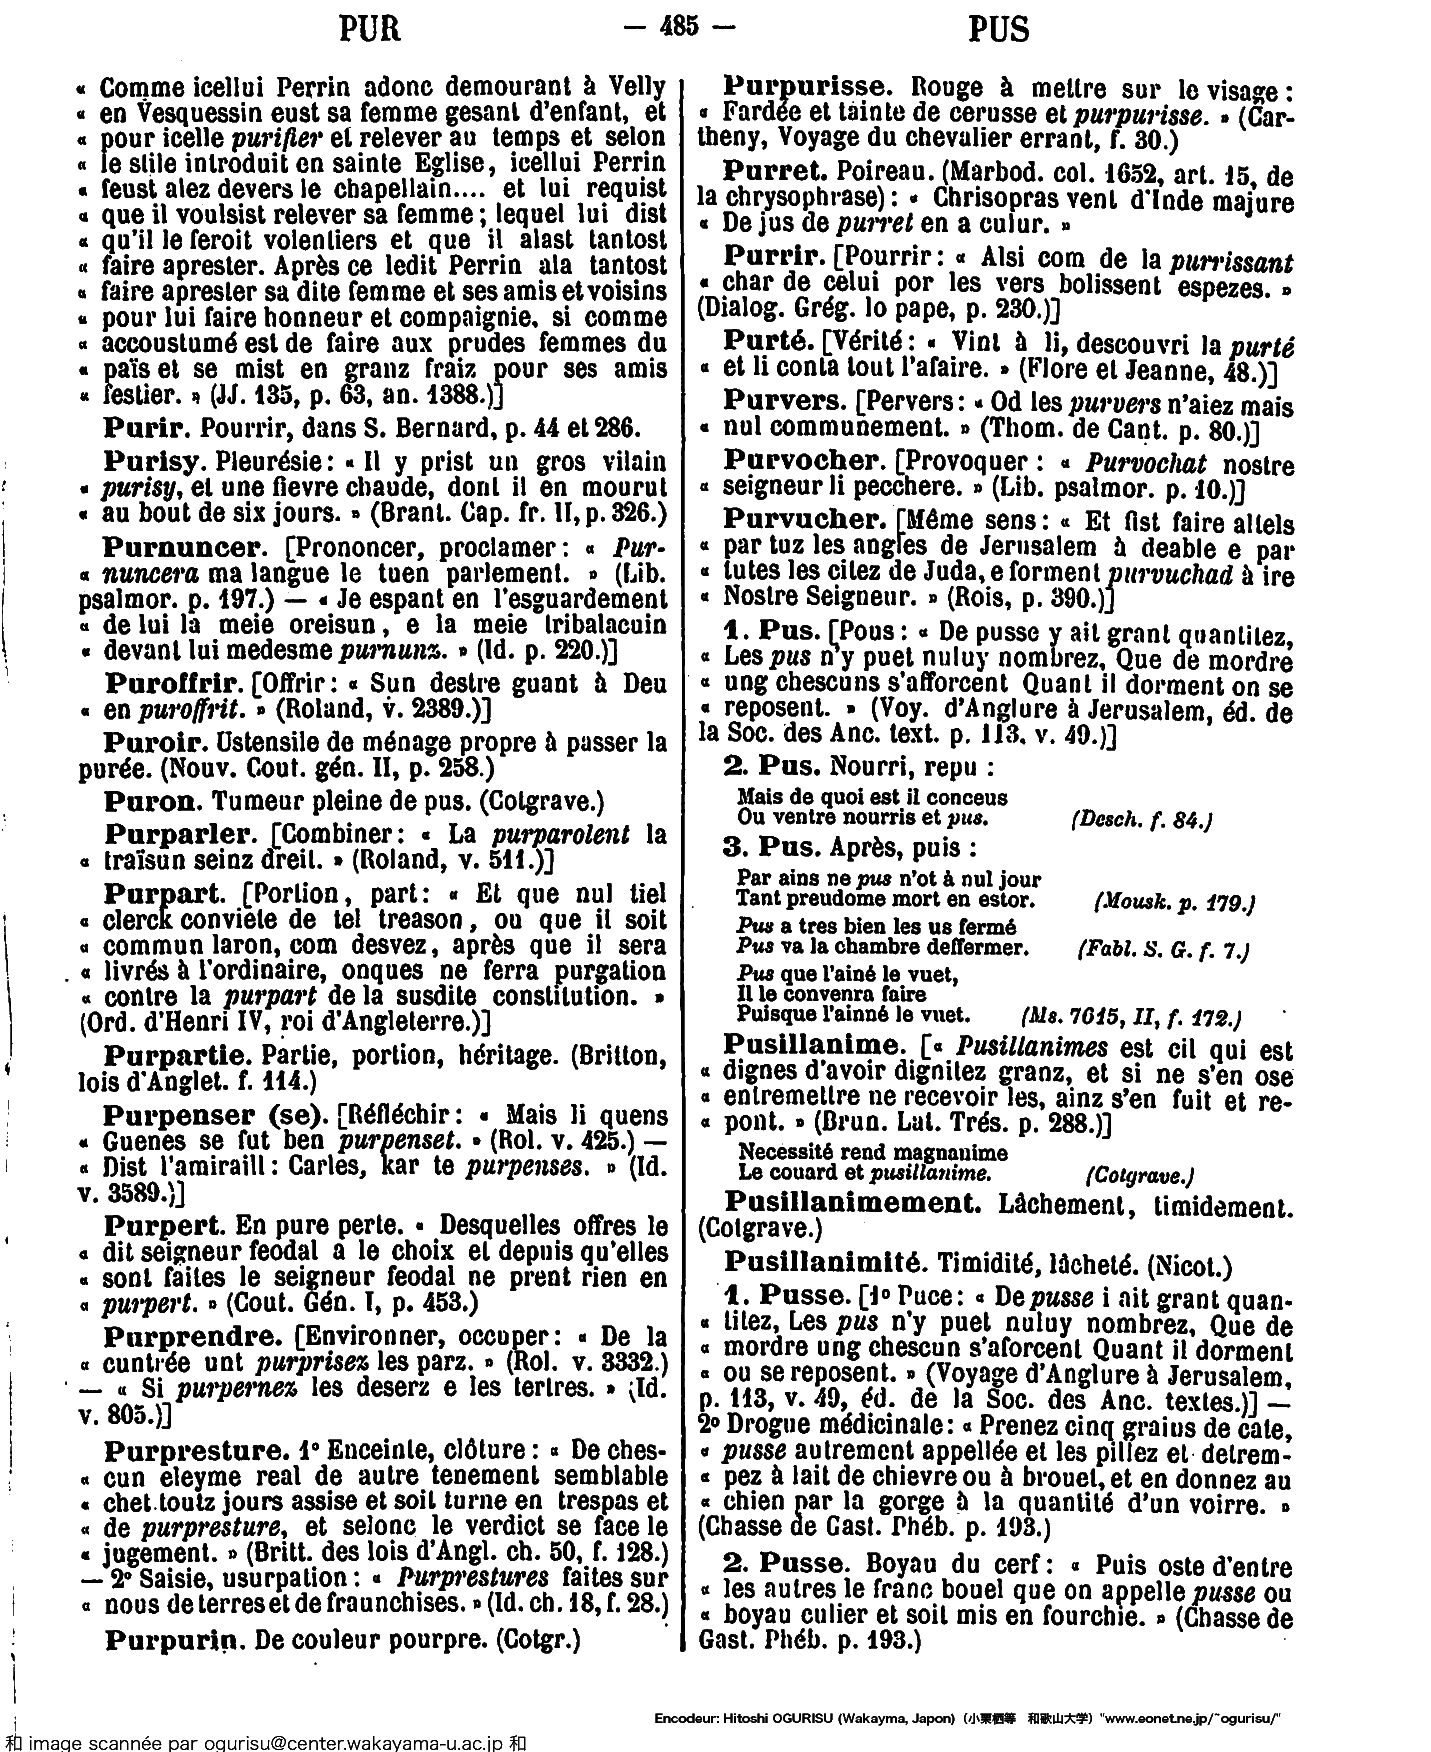 PUR — 485 — PUS
« Comme icellui Perrin adonc demourant à Velly
« en Vesquessin eust sa femme gesant d'enfant, et
« pour icelle purifier et relever au temps et selon
« le stile introduit en sainte Eglise, icellui Perrin
« feust alez devers le chapellain.... et lui requist
« que il voulsist relever sa femme ; lequel lui dist
« qu'il le feroit volentiers et que il alast tantost
« faire aprester. Après ce ledit Perrin ala tantost
« faire aprester sa dite femme et ses amis et voisins
« pour lui faire honneur et compaignie, si comme
« accoustumé est de faire aux prudes femmes du
« païs et se mist en granz fraiz pour ses amis
« festier. » (JJ. 135, p. 63, an. 1388.)]
Purir. Pourrir, dans S. Bernard, p. 44 et 286.
Purisy. Pleurésie : « Il y prist un gros vilain
« purisy, et une fievre chaude, dont il en mourut
« au bout de six jours. » (Brant. Cap. fr. II, p. 326.)
Purnuncer. [Prononcer, proclamer : « Pur-
« nuncera ma langue le tuen parlement. » (Lib.
psalmor. p. 197.) — « Je espant en l'esguardement
« de lui la meie oreisun, e la meie tribalacuin
« devant lui medesme purnunz. » (Id. p. 220.)]
Puroffrir. [Offrir : « Sun destre guant à Deu
« en puroffrit. » (Roland, v. 2389.)]
Puroir. Ustensile de ménage propre à passer la
purée. (Nouv. Cout. gén. II, p. 258.)
Puron. Tumeur pleine de pus. (Cotgrave.)
Purparler. [Combiner : « La purparolent la
« traïsun seinz dreit. » (Roland, v. 511.)]
Purpart. [Portion, part : « Et que nul tiel
« clerck conviete de tel treason, ou que il soit
« commun laron, com desvez, après que il sera
« livrés à l'ordinaire, onques ne ferra purgation
« contre la purpart de la susdite constitution. »
(Ord. d'Henri IV, roi d'Angleterre.)]
Purpartie. Partie, portion, héritage. (Britton,
lois d'Anglet. f. 114.)
Purpenser (se). [Réfléchir : « Mais li quens
« Guenes se fut ben purpenset. » (Rol. v. 425.) —
« Dist l'amiraill : Carles, kar te purpenses. » (Id.
v. 3589.)]
Purpert. En pure perte. « Desquelles offres le
« dit seigneur feodal a le choix et depuis qu'elles
« sont faites le seigneur feodal ne prent rien en
« purpert. » (Cout. Gén. I, p. 453.)
Purprendre. [Environner, occuper : « De la
« cuntrée unt purprisez les parz. » (Rol. v. 3332.)
— « Si purpernez les deserz e les tertres. » (Id.
v. 805.)]
Purpresture. 1° Enceinte, clôture : « De ches-
« cun eleyme real de autre tenement semblable
« chet toutz jours assise et soit turne en trespas et
« de purpresture, et selonc le verdict se face le
« jugement. » (Britt. des lois d'Angl. ch. 50, f. 128.)
— 2° Saisie, usurpation : « Purprestures faites sur
« nous de terres et de fraunchises. » (Id. ch. 18, f. 28.)
Purpurin. De couleur pourpre. (Cotgr.)
Purpurisse. Rouge à mettre sur le visage :
« Fardée et tainte de cerusse et purpurisse. » (Car-
theny, Voyage du chevalier errant, f. 30.)
Purret. Poireau. (Marbod. col. 1652, art. 15, de
la chrysophrase) : « Chrisopras vent d'Inde majure
« De jus de purret en a culur. »
Purrir. [Pourrir : « Alsi com de la purrissant
« char de celui por les vers bolissent espezes. »
(Dialog. Grég. lo pape, p. 230.)]
Purté. [Vérité : « Vint à li, descouvri la purté
« et li conta tout l'afaire. » (Flore et Jeanne, 48.)]
Purvers. [Pervers : « Od les purvers n'aiez mais
« nul communement. » (Thom. de Cant. p. 80.)]
Purvocher. [Provoquer : « Purvochat nostre
« seigneur li pecchere. » (Lib. psalmor. p. 10.)]
Purvucher. [Même sens : « Et fist faire altels
« par tuz les angles de Jerusalem à deable e par
« tutes les citez de Juda, e forment purvuchad à ire
« Nostre Seigneur. » (Rois, p. 390.)]
1. Pus. [Pous : « De pusse y ait grant quantitez,
« Les pus n'y puet nuluy nombrez, Que de mordre
« ung chescuns s'afforcent Quant il dorment on se
« reposent. » (Voy. d'Anglure à Jerusalem, éd. de
la Soc. des Anc. text. p. 113, v. 49.)]
2. Pus. Nourri, repu :
Mais de quoi est il conceus
Ou ventre nourris et pus. (Desch. f. 84.)
3. Pus. Après, puis :
Par ains ne pus n'ot à nul jour
Tant preudome mort en estor. (Mousk. p. 179.)
Pus a tres bien les us fermé
Pus va la chambre deffermer. (Fabl. S. G. f. 7.)
Pus que l'ainé le vuet,
Il le convenra faire
Puisque l'ainné le vuet. (Ms. 7615, II, f. 172.)
Pusillanime. [« Pusillanimes est cil qui est
« dignes d'avoir dignitez granz, et si ne s'en ose
« entremettre ne recevoir les, ainz s'en fuit et re-
« pont. » (Brun. Lat. Trés. p. 288.)]
Necessité rend magnanime
Le couard et pusillanime. (Cotgrave.)
Pusillanimement. Lâchement, timidement.
(Cotgrave.)
Pusillanimité. Timidité, lâcheté. (Nicot.)
1. Pusse. [1° Puce : « De pusse i ait grant quan-
« titez, Les pus n'y puet nuluy nombrez, Que de
« mordre ung chescun s'aforcent Quant il dorment
« ou se reposent. » (Voyage d'Anglure à Jerusalem,
p. 113, v. 49, éd. de la Soc. des Anc. textes.)] —
2° Drogue médicinale : « Prenez cinq grains de cate,
« pusse autrement appellée et les pillez et detrem-
« pez à lait de chievre ou à brouet, et en donnez au
« chien par la gorge à la quantité d'un voirre. »
(Chasse de Gast. Phéb. p. 193.)
2. Pusse. Boyau du cerf : « Puis oste d'entre
« les autres le franc bouel que on appelle pusse ou
« boyau culier et soit mis en fourchie. » (Chasse de
Gast. Phéb. p. 193.)
Encodeur: Hitoshi OGURISU (Wakayma, Japon) (小栗栖等 和歌山大学) "www.eonet.ne.jp/~ogurisu/"
和 image scannée par ogurisu@center.wakayama-u.ac.jp 和